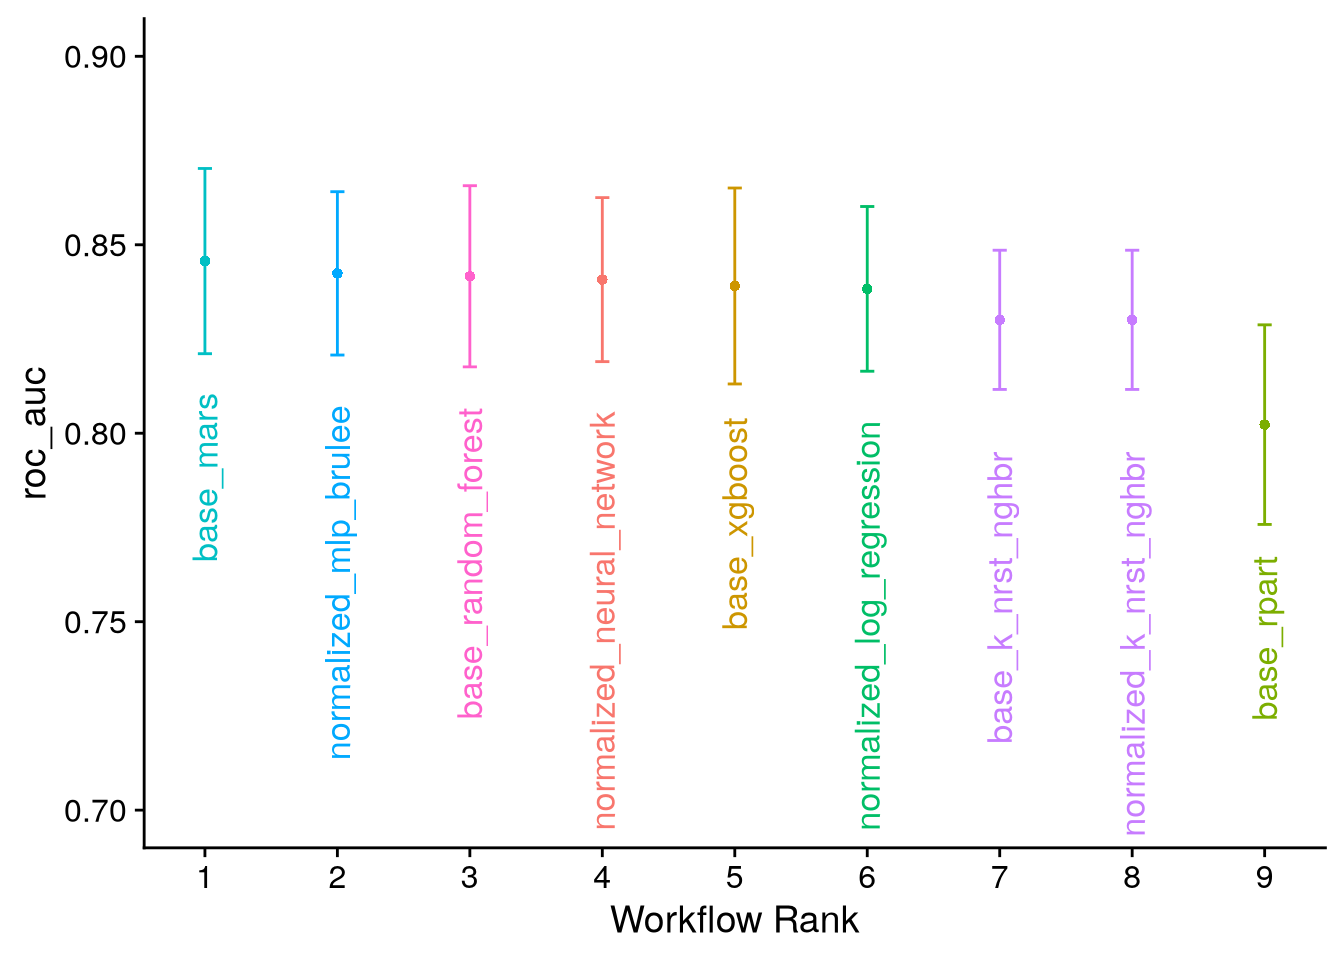 roc_auc
0.90
0.85
0.80
0.75
0.70
base_mars
normalized_mlp_brulee
base_random_forest
normalized_neural_network
base_xgboost
normalized_log_regression
base_k_nrst_nghbr
normalized_k_nrst_nghbr
base_rpart
1 2 3 4 5 6 7 8 9
Workflow Rank